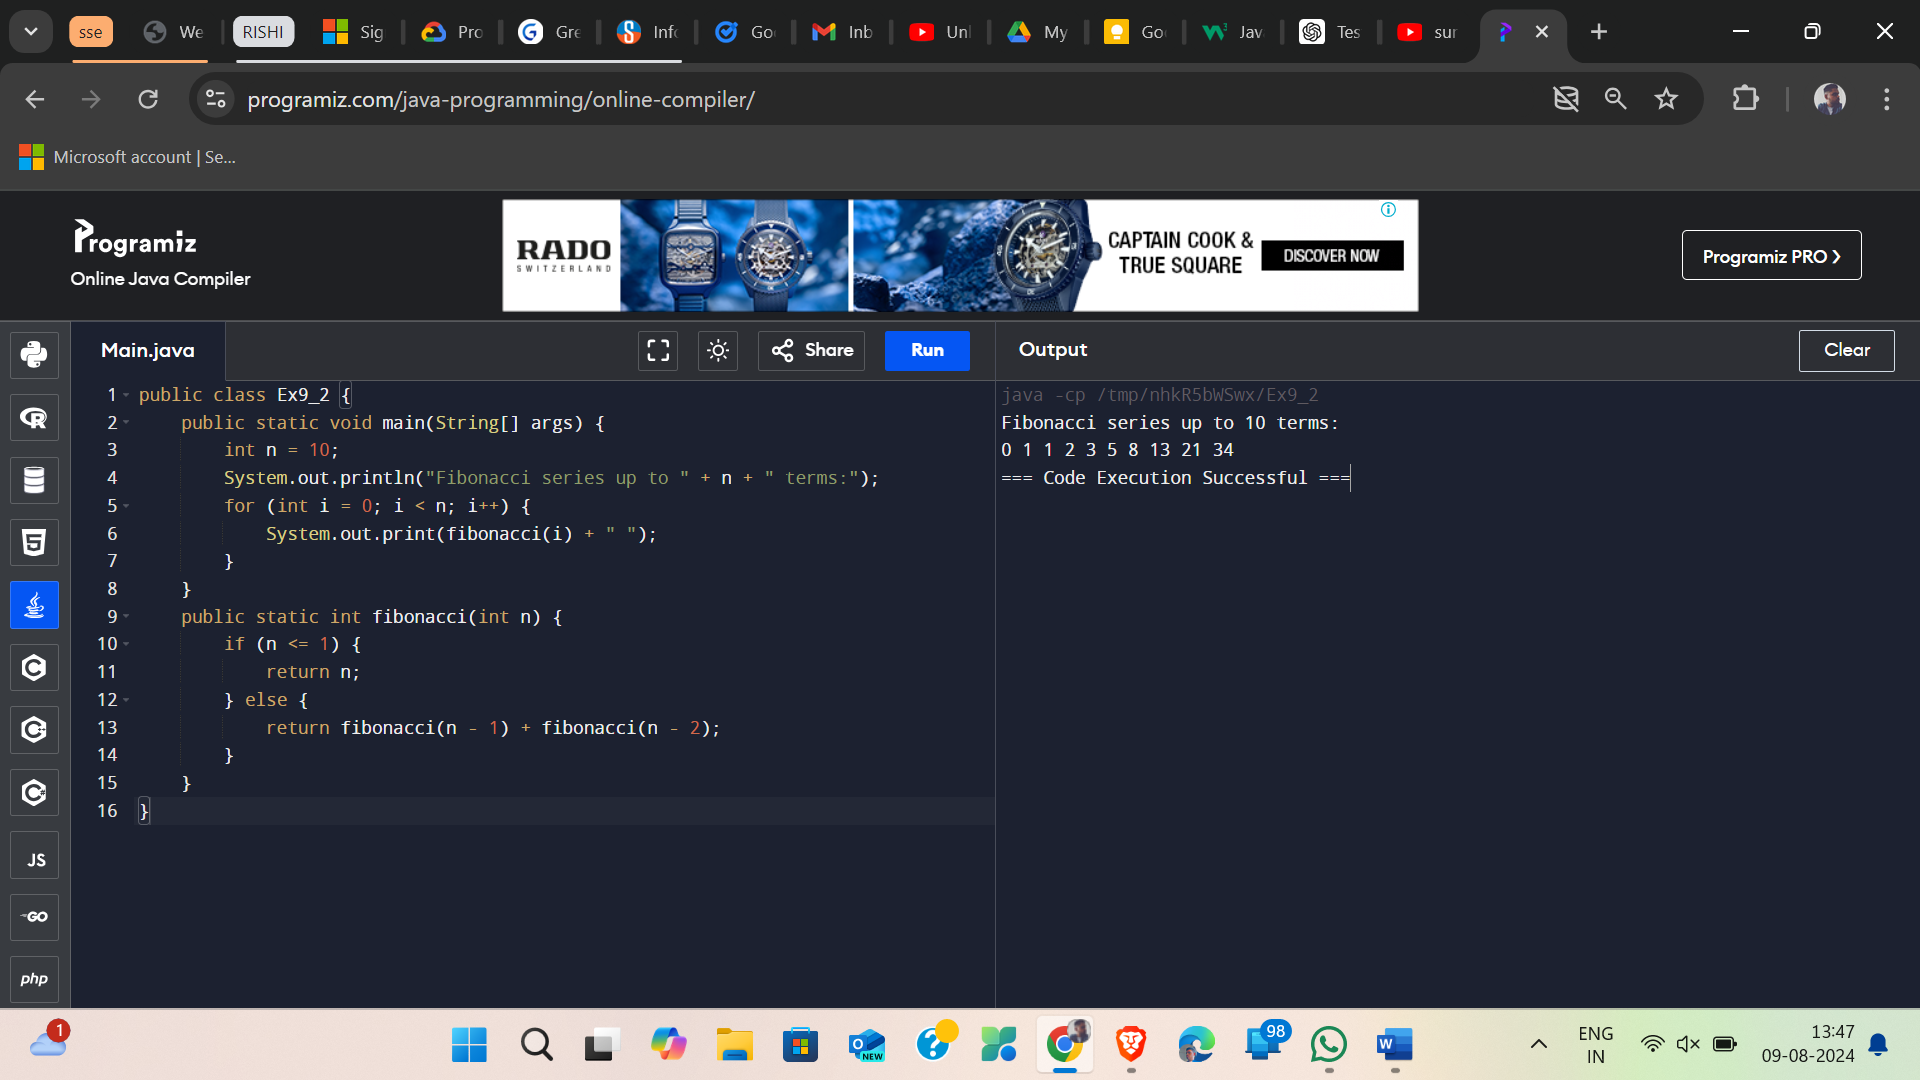 sse
We
RISHI
Sig
Pro
Gre
Info
Go
Inb
Unl
My
Go
Jav
Tes
sur
programiz.com/java-programming/online-compiler/
Microsoft account | Se...
Programiz
Online Java Compiler
RADO
SWITZERLAND
CAPTAIN COOK &
TRUE SQUARE
DISCOVER NOW
Programiz PRO >
Main.java
Share
Run
Output
Clear
1 public class Ex9_2 {
2 public static void main(String[] args) {
3 int n = 10;
4 System.out.println("Fibonacci series up to " + n + " terms:");
5 for (int i = 0; i < n; i++) {
6 System.out.print(fibonacci(i) + " ");
7 }
8 }
9 public static int fibonacci(int n) {
10 if (n <= 1) {
11 return n;
12 } else {
13 return fibonacci(n - 1) + fibonacci(n - 2);
14 }
15 }
16 }
java -cp /tmp/nhkR5bWSwx/Ex9_2
Fibonacci series up to 10 terms:
0 1 1 2 3 5 8 13 21 34
=== Code Execution Successful ===
JS
GO
php
1
NEW
98
ENG
IN
13:47
09-08-2024